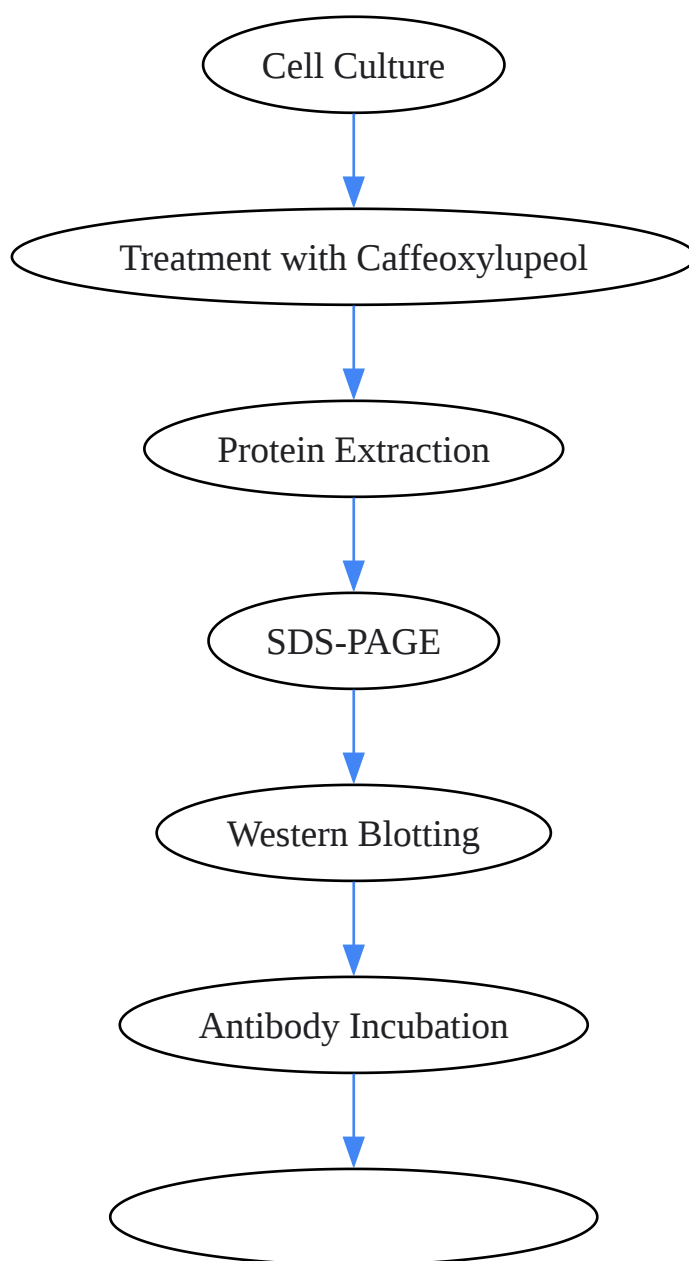 Cell Culture
Treatment with Caffeoxylupeol
Protein Extraction
SDS-PAGE
Western Blotting
Antibody Incubation